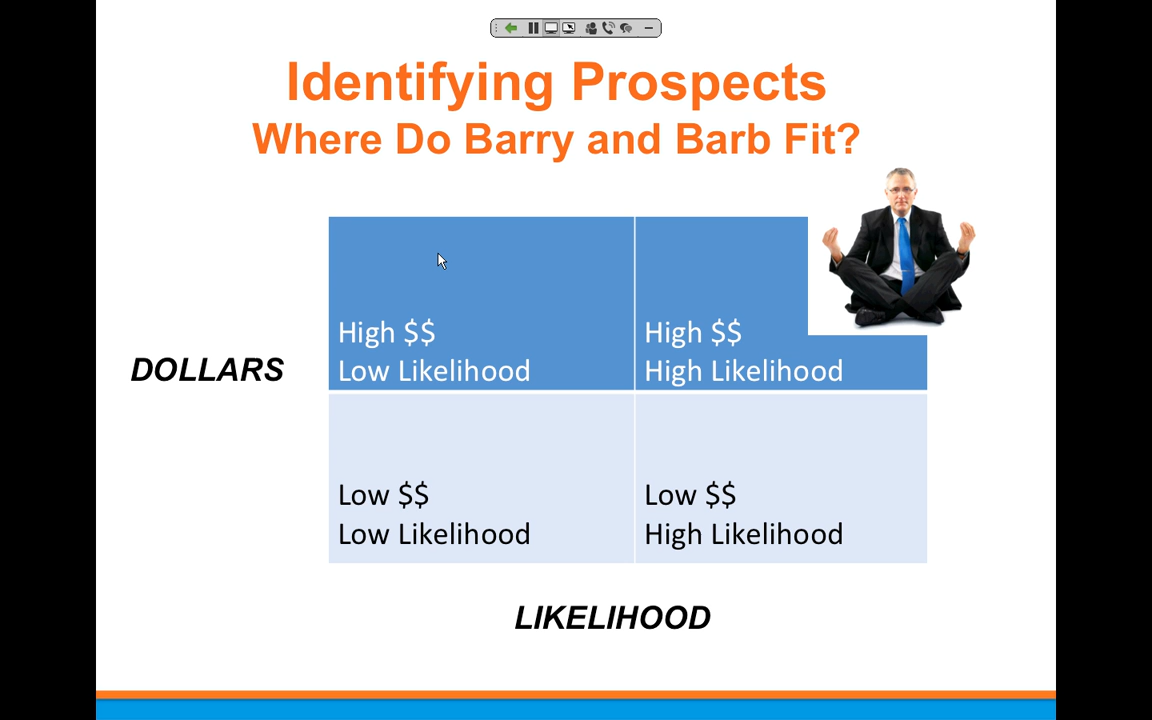 Identifying Prospects
Where Do Barry and Barb Fit?
High $$
Low Likelihood
High $$
High Likelihood
DOLLARS
Low $$
Low Likelihood
Low $$
High Likelihood
LIKELIHOOD